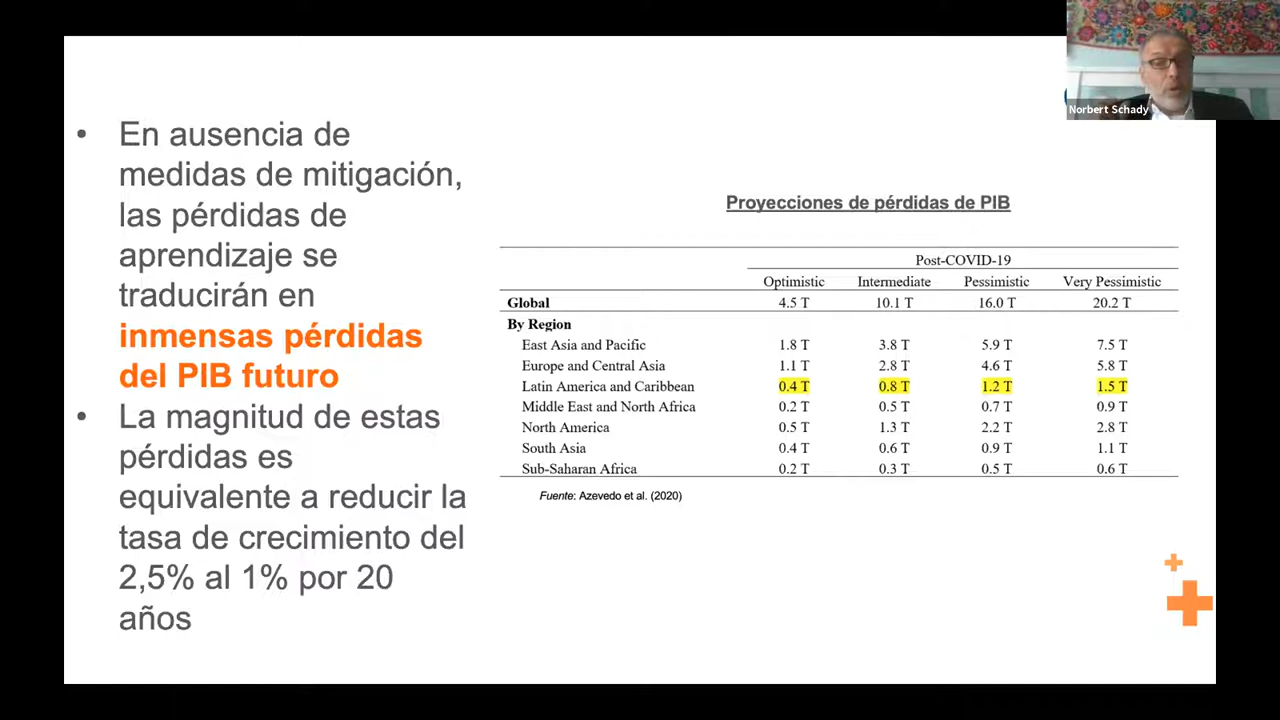 Norbert Schady
• En ausencia de
medidas de mitigación,
las pérdidas de
aprendizaje se
traducirán en
inmensas pérdidas
del PIB futuro
• La magnitud de estas
pérdidas es
equivalente a reducir la
tasa de crecimiento del
2,5% al 1% por 20
años
Proyecciones de pérdidas de PIB
Post-COVID-19
Optimistic Intermediate Pessimistic Very Pessimistic
Global 4.5 T 10.1 T 16.0 T 20.2 T
By Region
East Asia and Pacific 1.8 T 3.8 T 5.9 T 7.5 T
Europe and Central Asia 1.1 T 2.8 T 4.6 T 5.8 T
Latin America and Caribbean 0.4 T 0.8 T 1.2 T 1.5 T
Middle East and North Africa 0.2 T 0.5 T 0.7 T 0.9 T
North America 0.5 T 1.3 T 2.2 T 2.8 T
South Asia 0.4 T 0.6 T 0.9 T 1.1 T
Sub-Saharan Africa 0.2 T 0.3 T 0.5 T 0.6 T
Fuente: Azevedo et al. (2020)